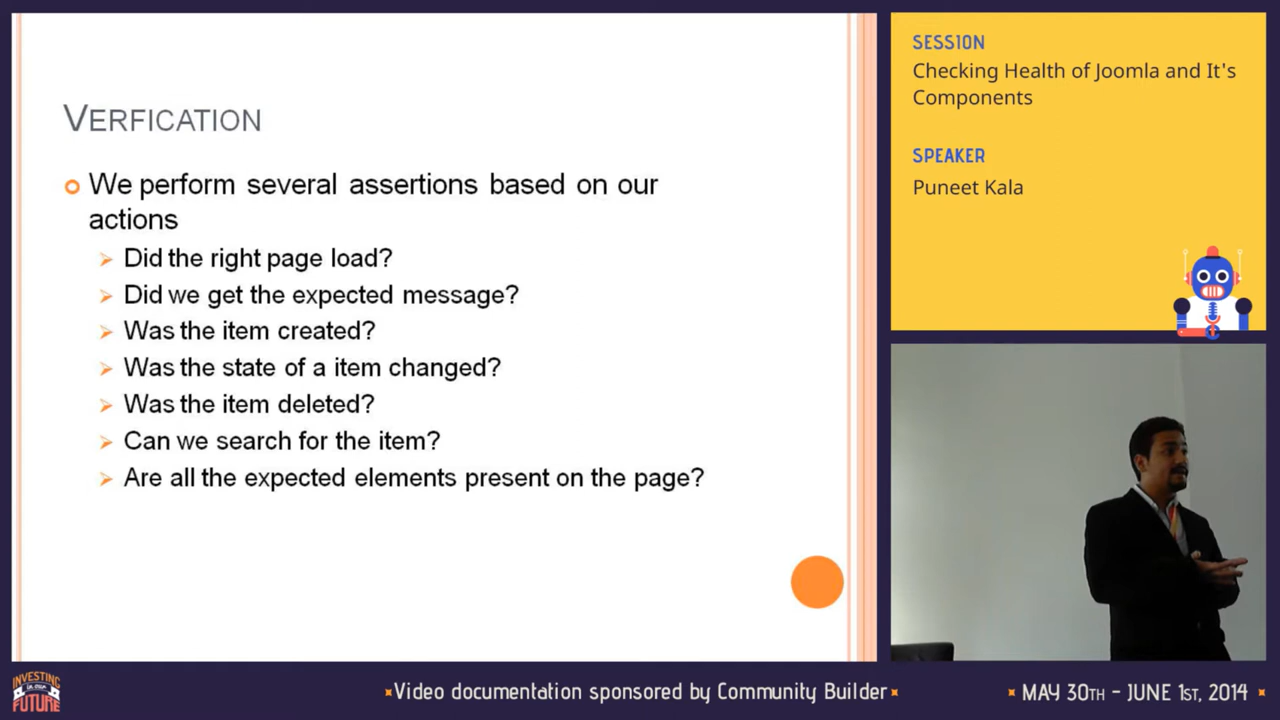 VERFICATION
We perform several assertions based on our
actions
Did the right page load?
Did we get the expected message?
Was the item created?
Was the state of a item changed?
Was the item deleted?
Can we search for the item?
Are all the expected elements present on the page?
SESSION
Checking Health of Joomla and It's
Components
SPEAKER
Puneet Kala
INVESTING
IN OUR
FUTURE
Video documentation sponsored by Community Builder
MAY 30TH - JUNE 1ST, 2014